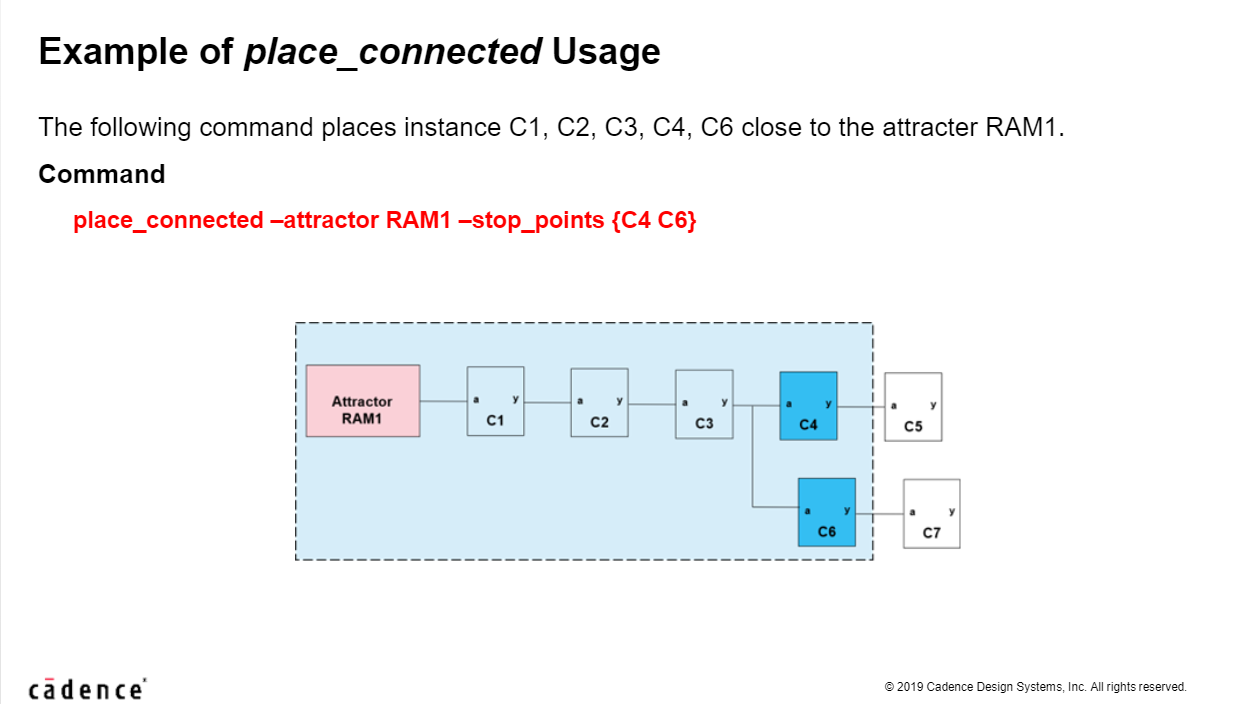 Example of place_connected Usage
The following command places instance C1, C2, C3, C4, C6 close to the attracter RAM1.
Command
place_connected –attractor RAM1 –stop_points {C4 C6}
Attractor
RAM1
a y
C1
a y
C2
a y
C3
a y
C4
a y
C5
a y
C6
a y
C7
cādence
© 2019 Cadence Design Systems, Inc. All rights reserved.